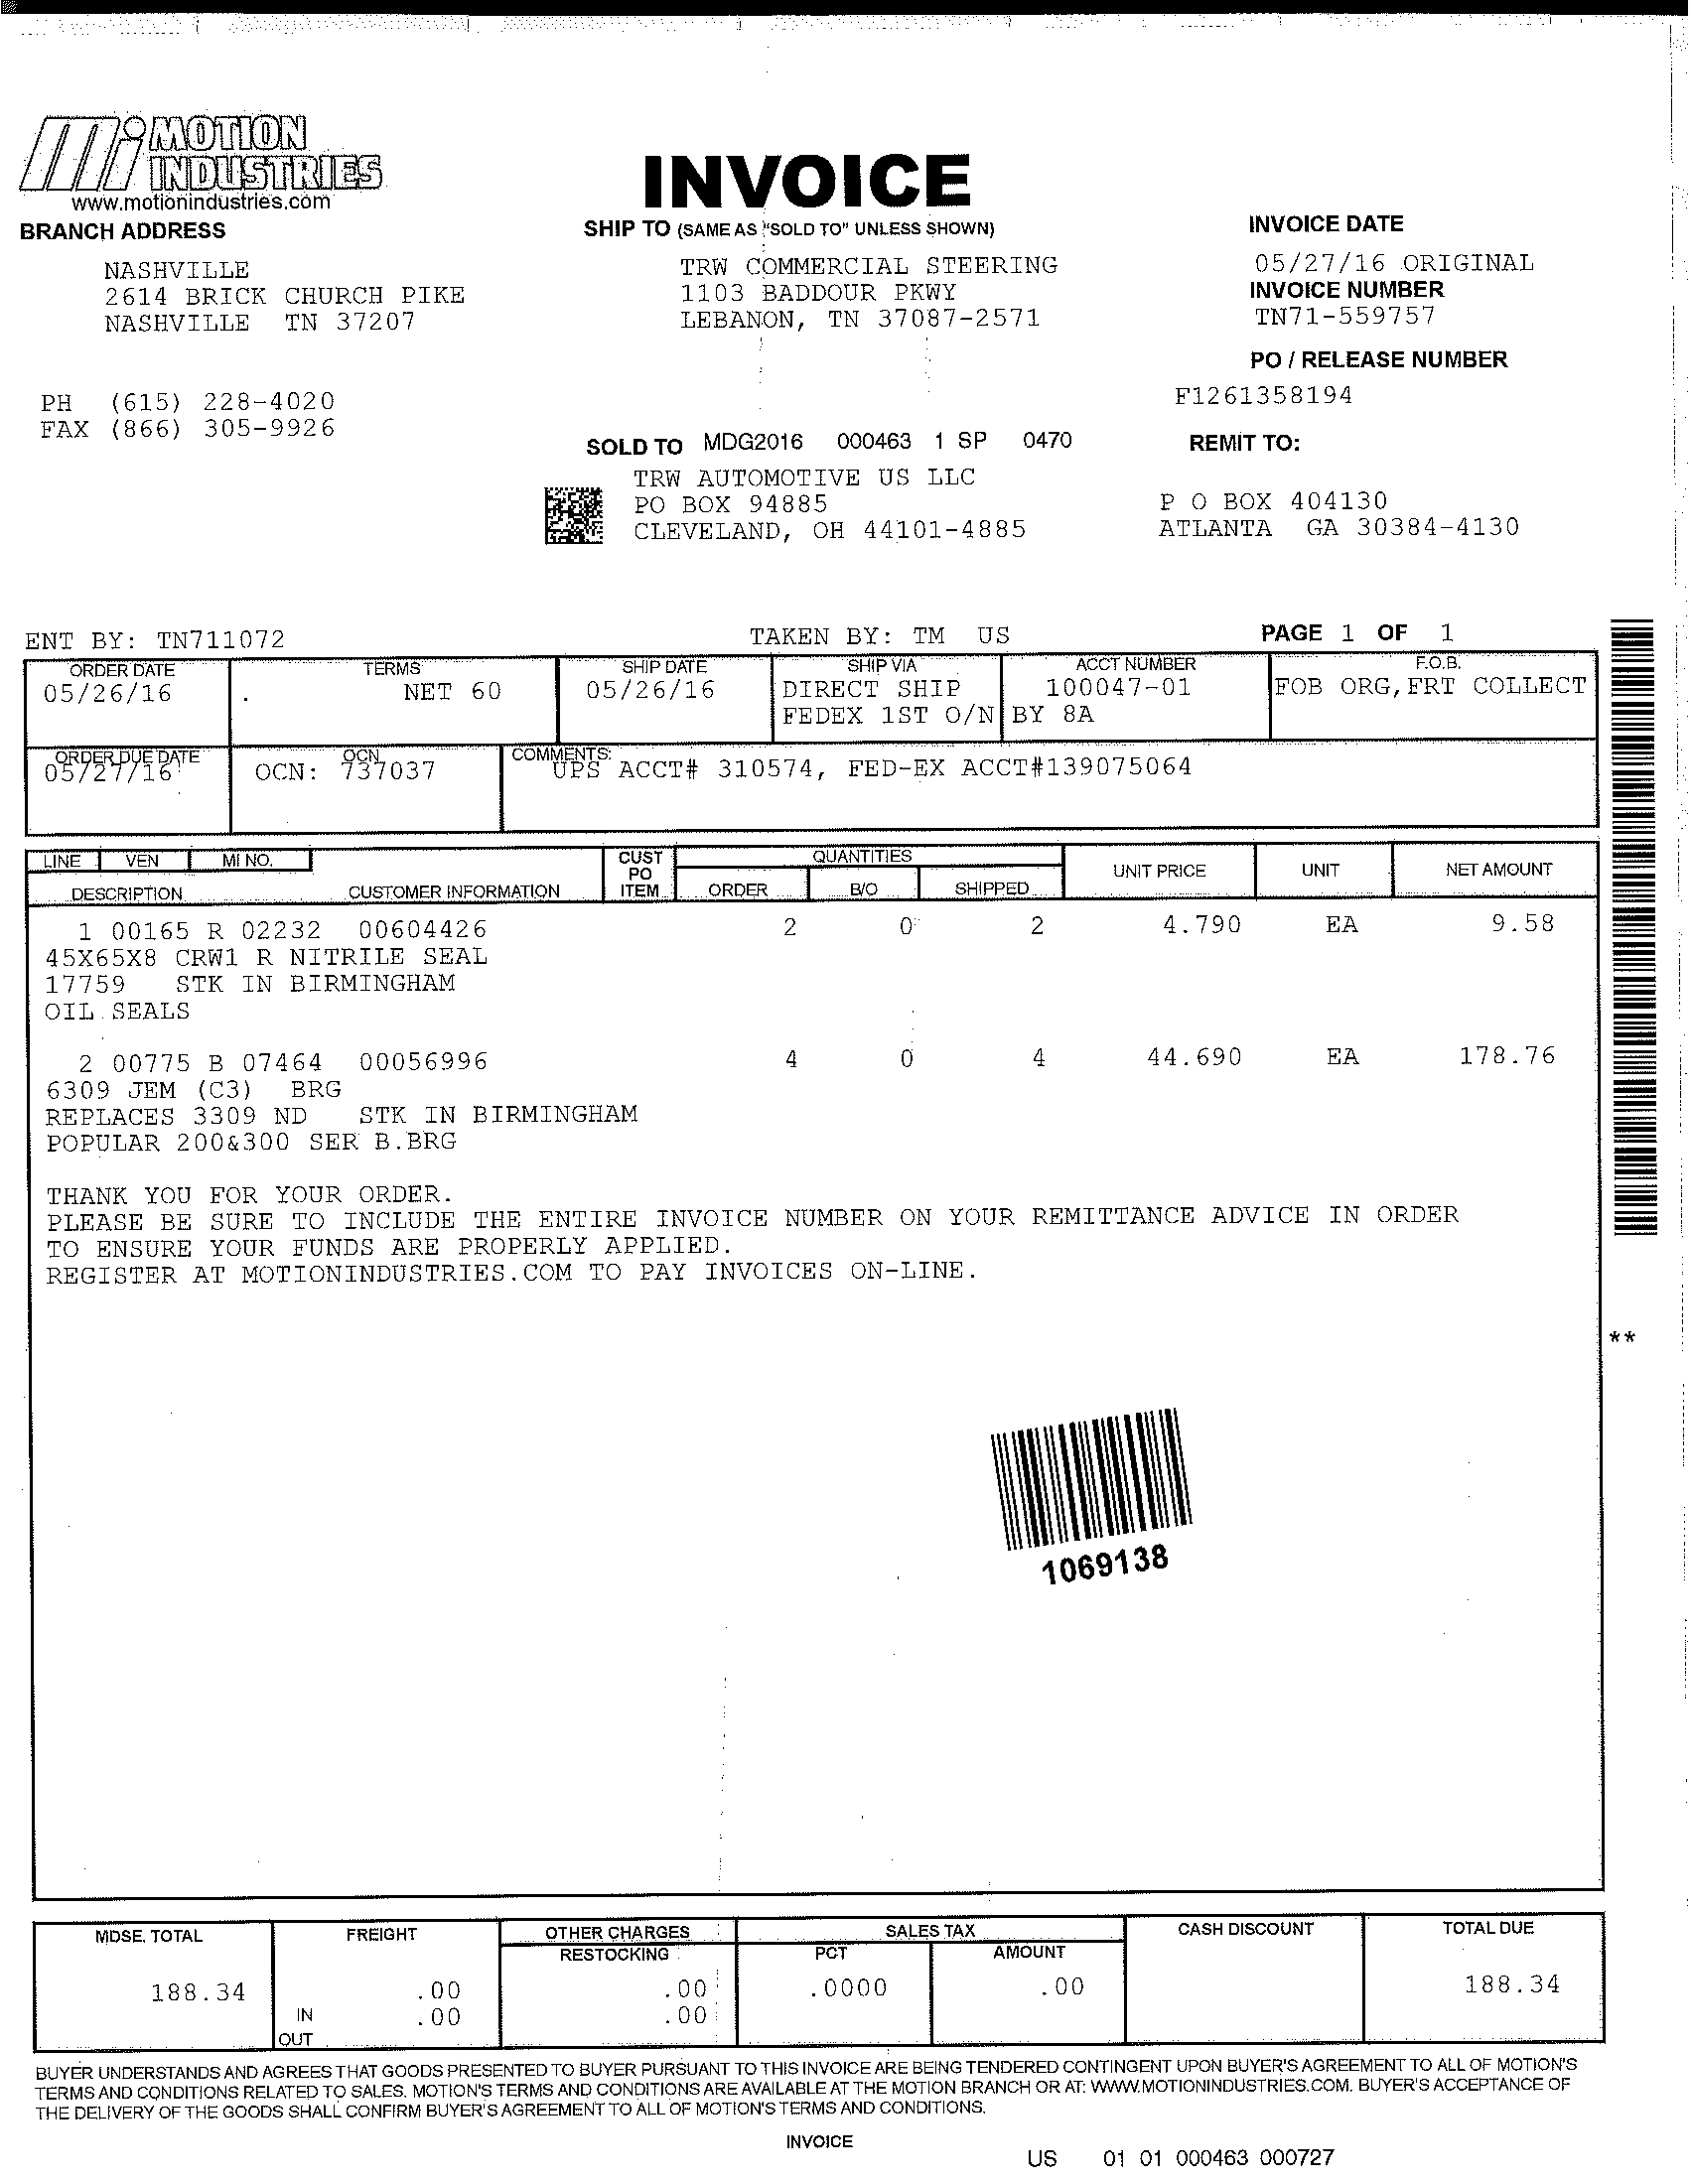 MOTION
INDUSTRIES
www.motionindustries.com
INVOICE
BRANCH ADDRESS
NASHVILLE
2614 BRICK CHURCH PIKE
NASHVILLE TN 37207
PH (615) 228-4020
FAX (866) 305-9926
SHIP TO (SAME AS "SOLD TO" UNLESS SHOWN)
TRW COMMERCIAL STEERING
1103 BADDOUR PKWY
LEBANON, TN 37087-2571
INVOICE DATE
05/27/16 ORIGINAL
INVOICE NUMBER
TN71-559757
PO / RELEASE NUMBER
F1261358194
SOLD TO MDG2016 000463 1 SP 0470
TRW AUTOMOTIVE US LLC
PO BOX 94885
CLEVELAND, OH 44101-4885
REMIT TO:
P O BOX 404130
ATLANTA GA 30384-4130
ENT BY: TN711072 TAKEN BY: TM US PAGE 1 OF 1
ORDER DATE TERMS SHIP DATE SHIP VIA ACCT NUMBER F.O.B.
05/26/16 . NET 60 05/26/16 DIRECT SHIP 100047-01 FOB ORG,FRT COLLECT
FEDEX 1ST O/N BY 8A
ORDER DUE DATE OCN COMMENTS:
05/27/16 OCN: 737037 UPS ACCT# 310574, FED-EX ACCT#139075064
LINE VEN MI NO. CUST PO ITEM QUANTITIES UNIT PRICE UNIT NET AMOUNT
DESCRIPTION CUSTOMER INFORMATION ORDER B/O SHIPPED
1 00165 R 02232 00604426 2 0 2 4.790 EA 9.58
45X65X8 CRW1 R NITRILE SEAL
17759 STK IN BIRMINGHAM
OIL SEALS
2 00775 B 07464 00056996 4 0 4 44.690 EA 178.76
6309 JEM (C3) BRG
REPLACES 3309 ND STK IN BIRMINGHAM
POPULAR 200&300 SER B.BRG
THANK YOU FOR YOUR ORDER.
PLEASE BE SURE TO INCLUDE THE ENTIRE INVOICE NUMBER ON YOUR REMITTANCE ADVICE IN ORDER
TO ENSURE YOUR FUNDS ARE PROPERLY APPLIED.
REGISTER AT MOTIONINDUSTRIES.COM TO PAY INVOICES ON-LINE.
**
1069138
MDSE. TOTAL FREIGHT OTHER CHARGES SALES TAX CASH DISCOUNT TOTAL DUE
RESTOCKING PCT AMOUNT
188.34 .00 .00 .0000 .00 188.34
IN .00 .00
OUT
BUYER UNDERSTANDS AND AGREES THAT GOODS PRESENTED TO BUYER PURSUANT TO THIS INVOICE ARE BEING TENDERED CONTINGENT UPON BUYER'S AGREEMENT TO ALL OF MOTION'S
TERMS AND CONDITIONS RELATED TO SALES. MOTION'S TERMS AND CONDITIONS ARE AVAILABLE AT THE MOTION BRANCH OR AT: WWW.MOTIONINDUSTRIES.COM. BUYER'S ACCEPTANCE OF
THE DELIVERY OF THE GOODS SHALL CONFIRM BUYER'S AGREEMENT TO ALL OF MOTION'S TERMS AND CONDITIONS.
INVOICE
US 01 01 000463 000727